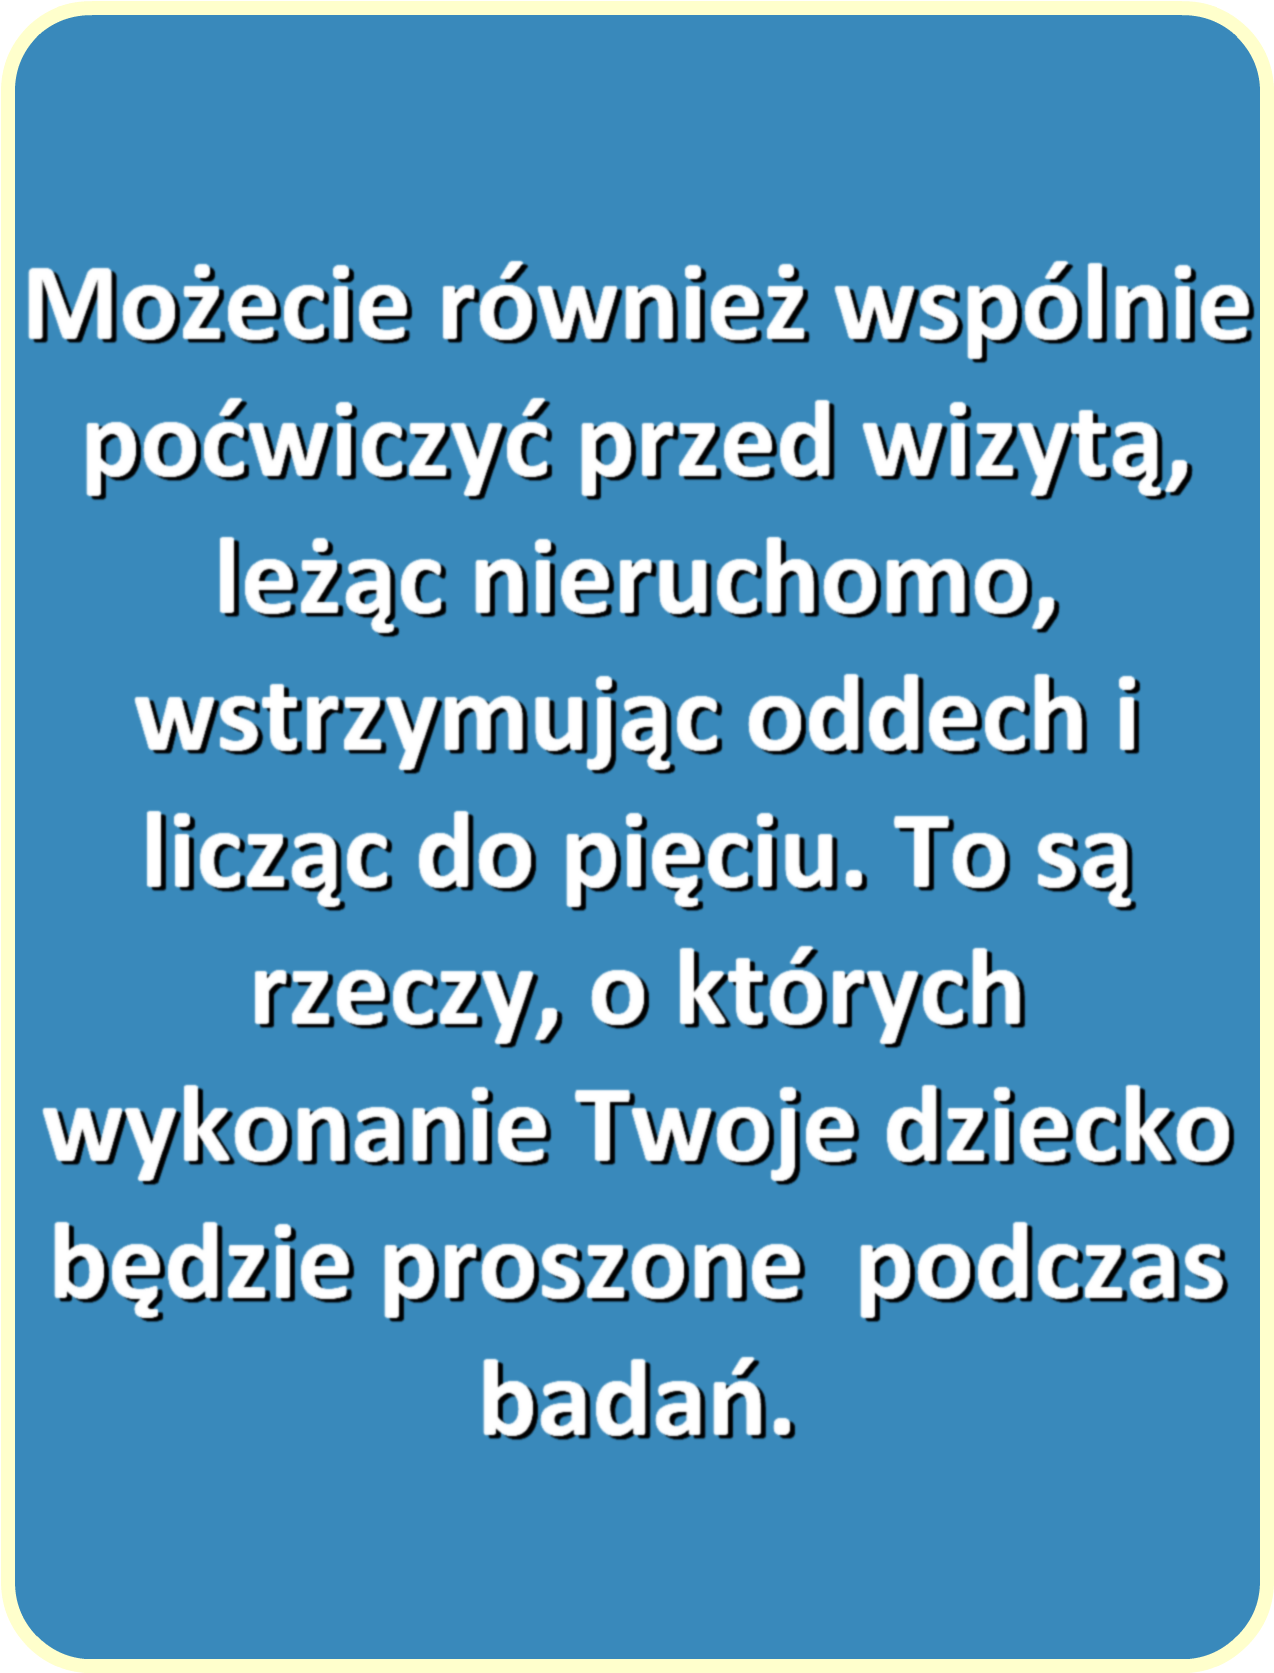 Możecie również wspólnie
poćwiczyć przed wizytą,
leżąc nieruchomo,
wstrzymując oddech i
licząc do pięciu. To są
rzeczy, o których
wykonanie Twoje dziecko
będzie proszone  podczas
badań.